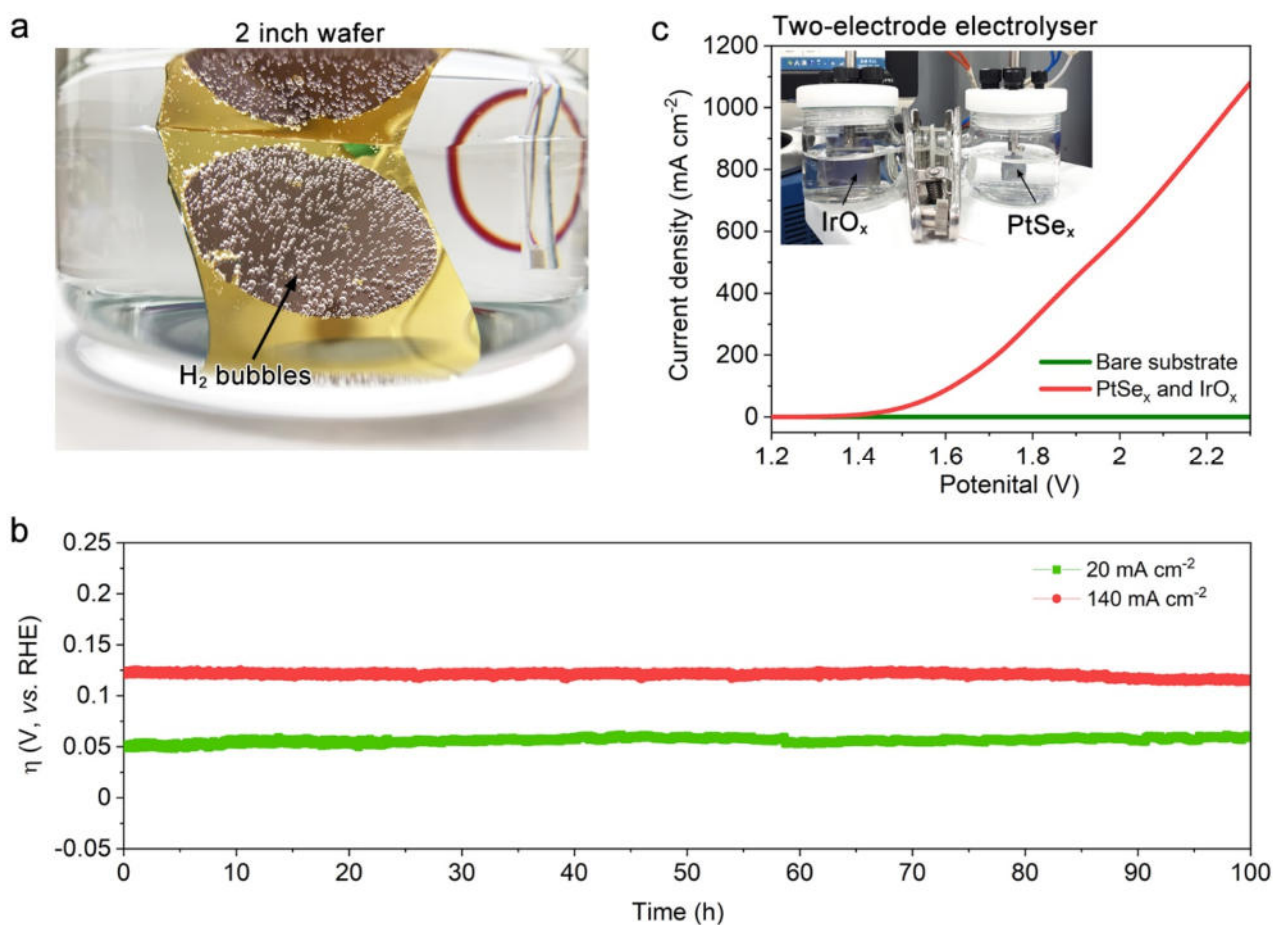 a
2 inch wafer
H₂ bubbles
c
Two-electrode electrolyser
Current density (mA cm⁻²)
1200
1000
800
600
400
200
0
IrOₓ
PtSeₓ
Bare substrate
PtSeₓ and IrOₓ
1.2 1.4 1.6 1.8 2 2.2
Potenital (V)
b
η (V, vs. RHE)
0.25
0.2
0.15
0.1
0.05
0
-0.05
20 mA cm⁻²
140 mA cm⁻²
0 10 20 30 40 50 60 70 80 90 100
Time (h)